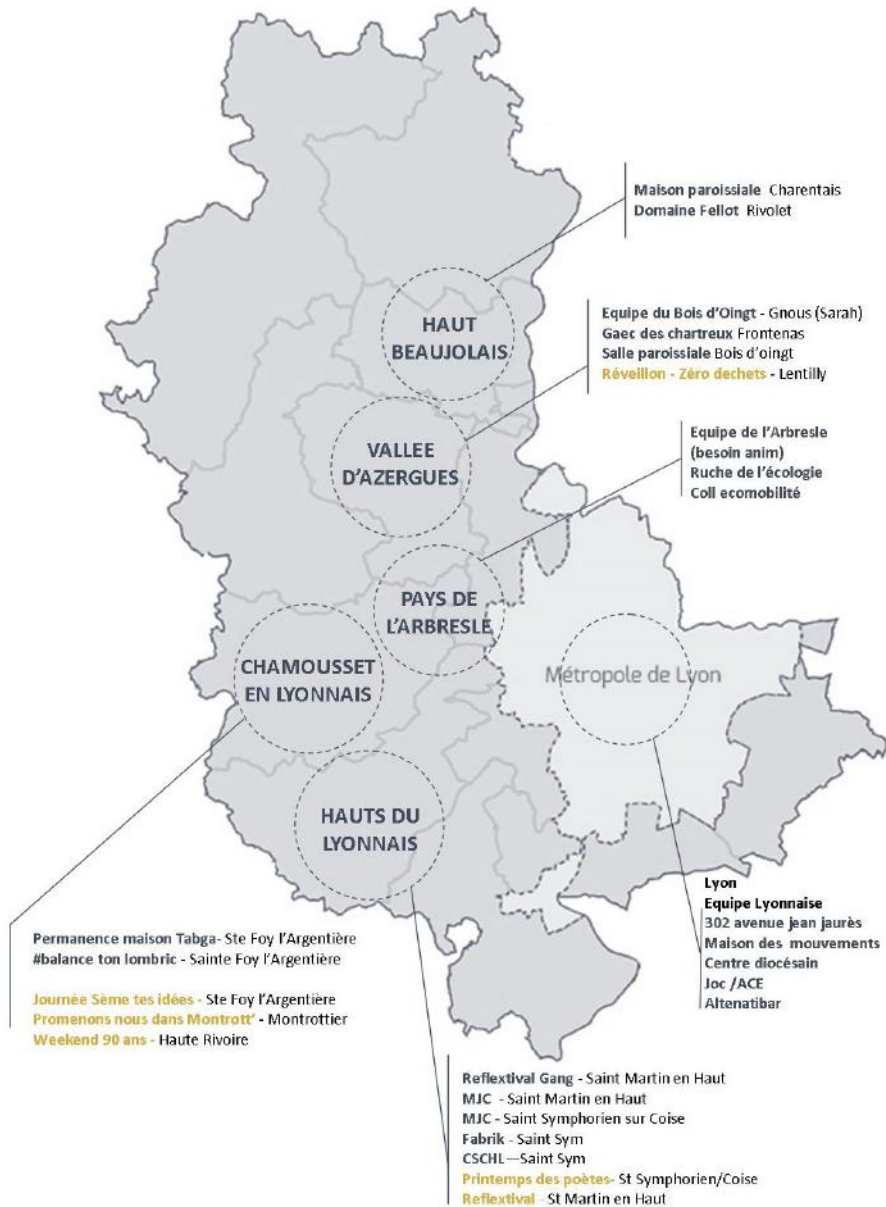 Maison paroissiale Charentais
Domaine Fellot Rivolet
HAUT
BEAUJOLAIS
Equipe du Bois d'Oingt - Gnous (Sarah)
Gaec des chartreux Frontenas
Salle paroissiale Bois d'oingt
Réveillon - Zéro dechets - Lentilly
VALLEE
D'AZERGUES
Equipe de l'Arbresle
(besoin anim)
Ruche de l'écologie
Coll ecomobilité
PAYS DE
L'ARBRESLE
CHAMOUSSET
EN LYONNAIS
Métropole de Lyon
HAUTS DU
LYONNAIS
Lyon
Equipe Lyonnaise
302 avenue jean jaurès
Maison des mouvements
Centre diocésain
Joc /ACE
Altenatibar
Permanence maison Tabga- Ste Foy l'Argentière
#balance ton lombric - Sainte Foy l'Argentière
Journée Sème tes idées - Ste Foy l'Argentière
Promenons nous dans Montrott' - Montrottier
Weekend 90 ans - Haute Rivoire
Reflextival Gang - Saint Martin en Haut
MJC - Saint Martin en Haut
MJC - Saint Symphorien sur Coise
Fabrik - Saint Sym
CSCHL—Saint Sym
Printemps des poètes- St Symphorien/Coise
Reflextival - St Martin en Haut